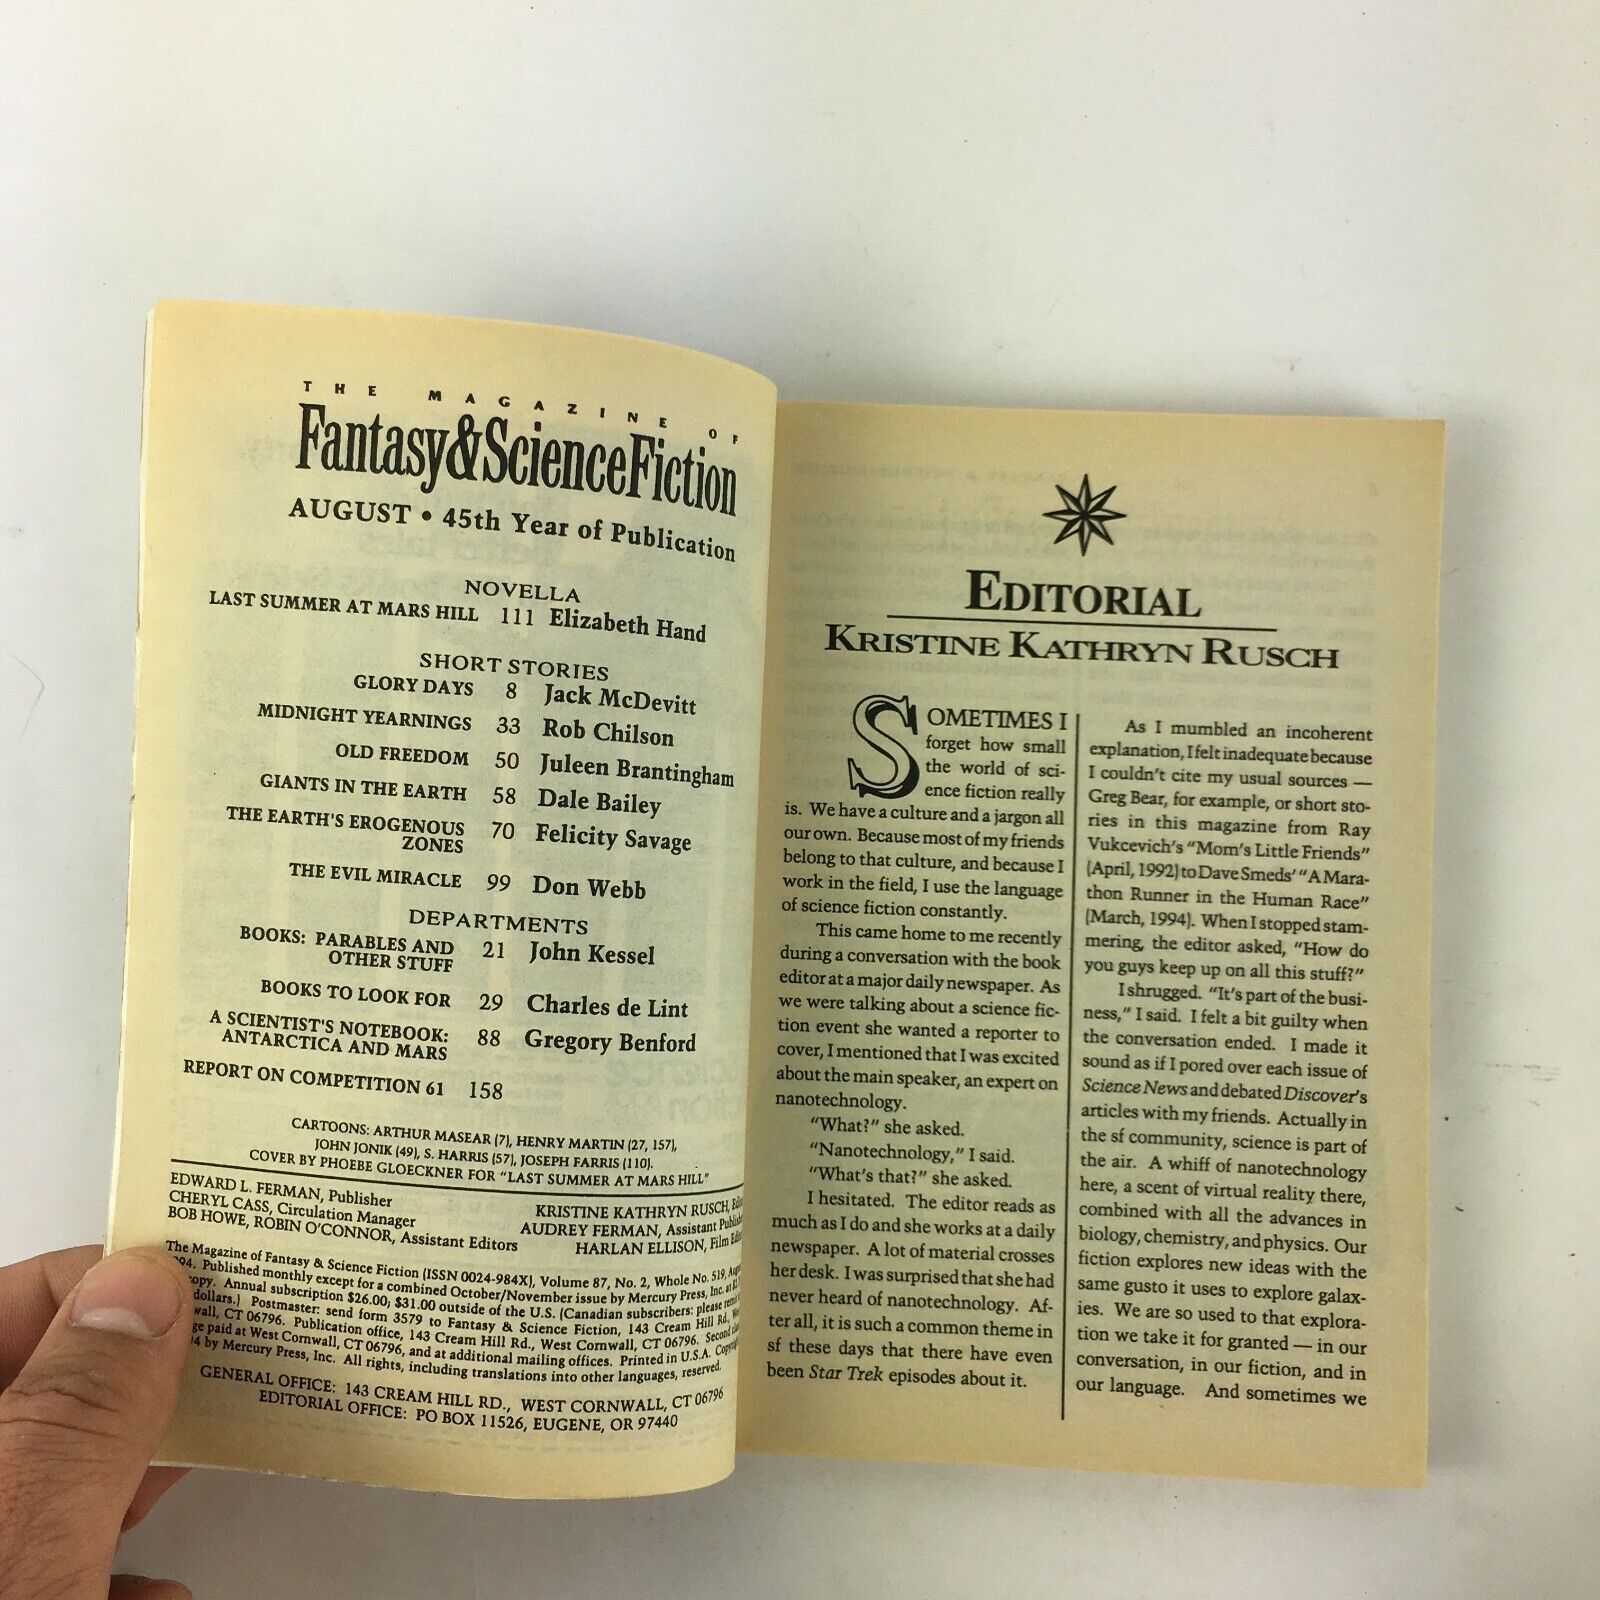 THE MAGAZINE OF
Fantasy&ScienceFiction
AUGUST • 45th Year of Publication
NOVELLA
LAST SUMMER AT MARS HILL 111 Elizabeth Hand
SHORT STORIES
GLORY DAYS 8 Jack McDevitt
MIDNIGHT YEARNINGS 33 Rob Chilson
OLD FREEDOM 50 Juleen Brantingham
GIANTS IN THE EARTH 58 Dale Bailey
THE EARTH'S EROGENOUS 70 Felicity Savage
ZONES
THE EVIL MIRACLE 99 Don Webb
DEPARTMENTS
BOOKS: PARABLES AND 21 John Kessel
OTHER STUFF
BOOKS TO LOOK FOR 29 Charles de Lint
A SCIENTIST'S NOTEBOOK: 88 Gregory Benford
ANTARCTICA AND MARS
REPORT ON COMPETITION 61 158
CARTOONS: ARTHUR MASEAR (7), HENRY MARTIN (27, 157),
JOHN JONIK (49), S. HARRIS (57), JOSEPH FARRIS (110).
COVER BY PHOEBE GLOECKNER FOR "LAST SUMMER AT MARS HILL"
EDWARD L. FERMAN, Publisher KRISTINE KATHRYN RUSCH,
CHERYL CASS, Circulation Manager AUDREY FERMAN, Assistant
BOB HOWE, ROBIN O'CONNOR, Assistant Editors HARLAN ELLISON, Film
The Magazine of Fantasy & Science Fiction (ISSN 0024-984X), Volume 87, No. 2, Whole No. 519,
Published monthly except for a combined October/November issue by Mercury Press, Inc. at
copy. Annual subscription $26.00; $31.00 outside of the U.S. (Canadian subscribers: please
dollars.) Postmaster: send form 3579 to Fantasy & Science Fiction, 143 Cream Hill Rd.,
CT 06796. Publication office, 143 Cream Hill Rd., West Cornwall, CT 06796. Second
paid at West Cornwall, CT 06796, and at additional mailing offices. Printed in U.S.A.
by Mercury Press, Inc. All rights, including translations into other languages, reserved.
GENERAL OFFICE: 143 CREAM HILL RD., WEST CORNWALL, CT 06796
EDITORIAL OFFICE: PO BOX 11526, EUGENE, OR 97440
EDITORIAL
KRISTINE KATHRYN RUSCH
SOMETIMES I
forget how small
the world of sci-
ence fiction really
is. We have a culture and a jargon all
our own. Because most of my friends
belong to that culture, and because I
work in the field, I use the language
of science fiction constantly.
This came home to me recently
during a conversation with the book
editor at a major daily newspaper. As
we were talking about a science fic-
tion event she wanted a reporter to
cover, I mentioned that I was excited
about the main speaker, an expert on
nanotechnology.
"What?" she asked.
"Nanotechnology," I said.
"What's that?" she asked.
I hesitated. The editor reads as
much as I do and she works at a daily
newspaper. A lot of material crosses
her desk. I was surprised that she had
never heard of nanotechnology. Af-
ter all, it is such a common theme in
sf these days that there have even
been Star Trek episodes about it.
As I mumbled an incoherent
explanation, I felt inadequate because
I couldn't cite my usual sources —
Greg Bear, for example, or short sto-
ries in this magazine from Ray
Vukcevich's "Mom's Little Friends"
(April, 1992) to Dave Smeds' "A Mara-
thon Runner in the Human Race"
(March, 1994). When I stopped stam-
mering, the editor asked, "How do
you guys keep up on all this stuff?"
I shrugged. "It's part of the busi-
ness," I said. I felt a bit guilty when
the conversation ended. I made it
sound as if I pored over each issue of
Science News and debated Discover's
articles with my friends. Actually in
the sf community, science is part of
the air. A whiff of nanotechnology
here, a scent of virtual reality there,
combined with all the advances in
biology, chemistry, and physics. Our
fiction explores new ideas with the
same gusto it uses to explore galax-
ies. We are so used to that explora-
tion we take it for granted — in our
conversation, in our fiction, and in
our language. And sometimes we